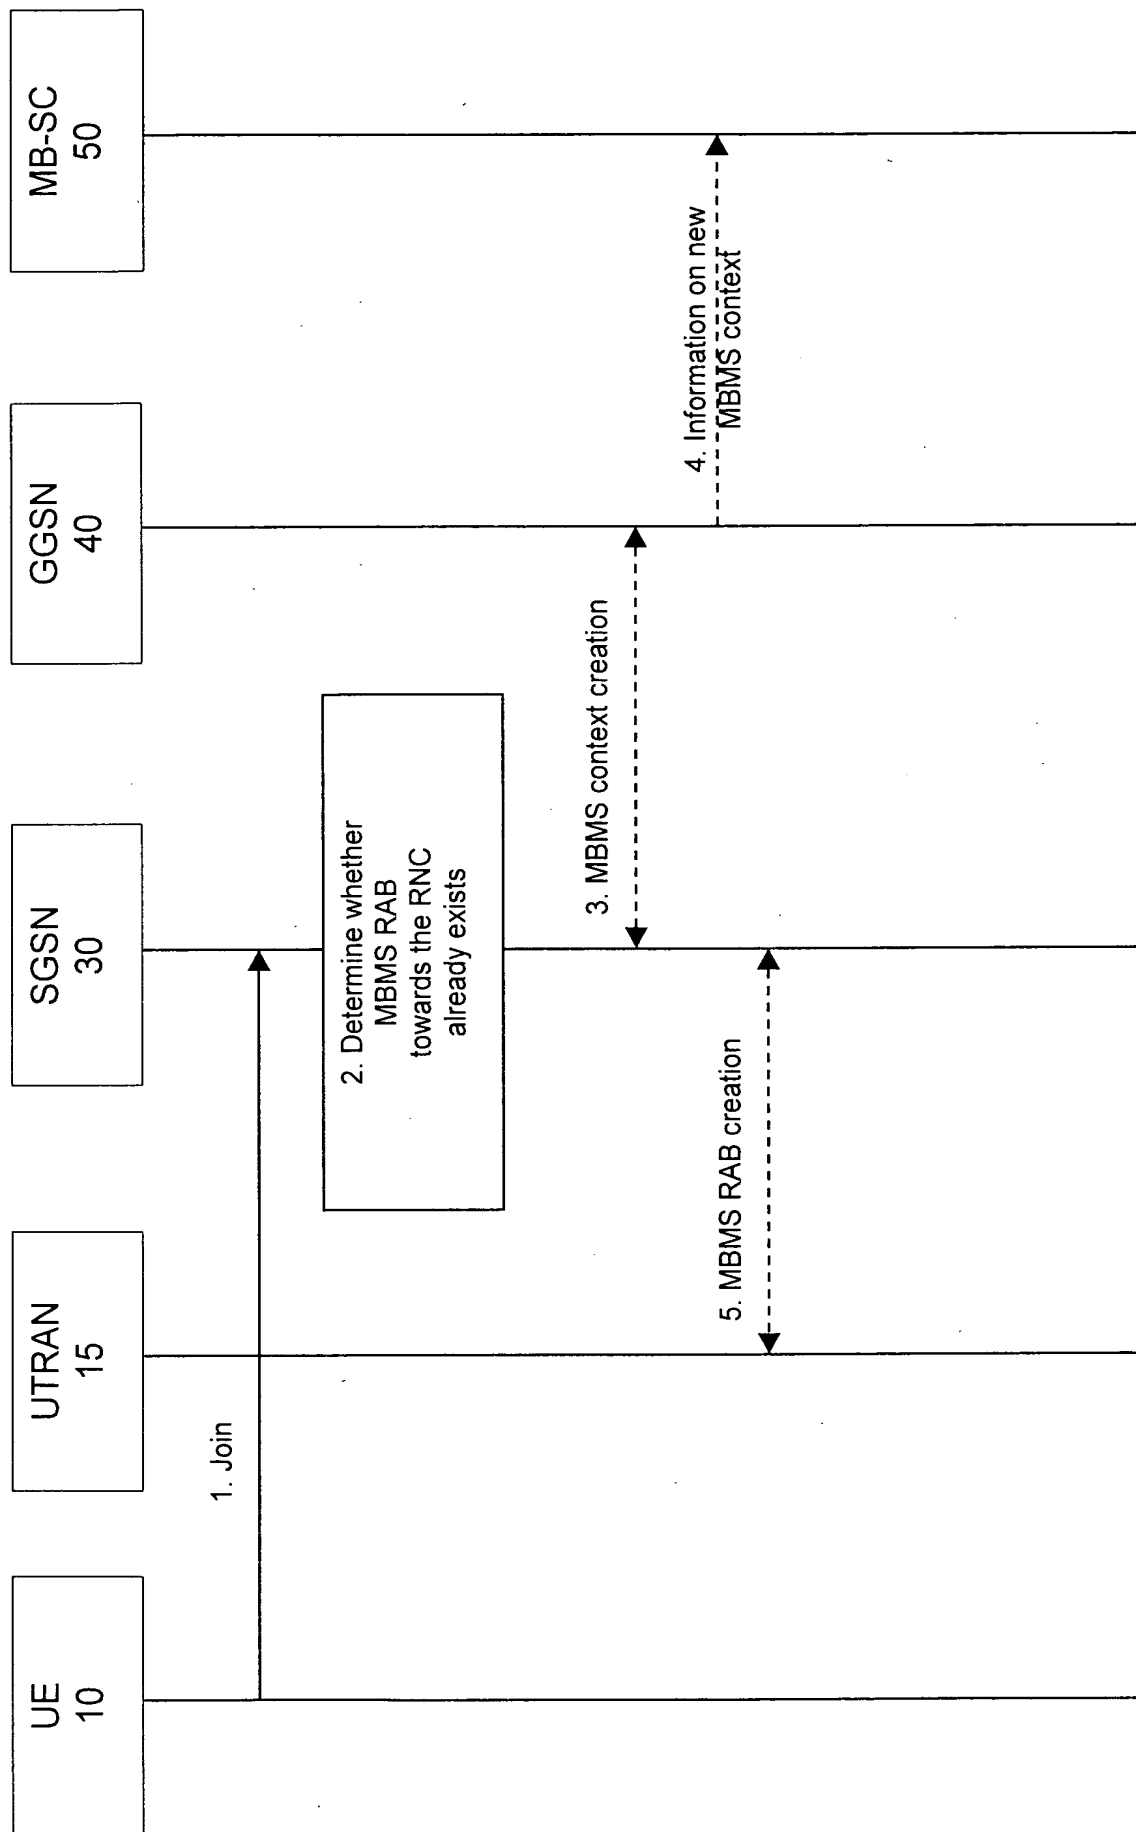 UE
10
UTRAN
15
SGSN
30
GGSN
40
MB-SC
50
1. Join
2. Determine whether
MBMS RAB
towards the RNC
already exists
3. MBMS context creation
4. Information on new
MBMS context
5. MBMS RAB creation